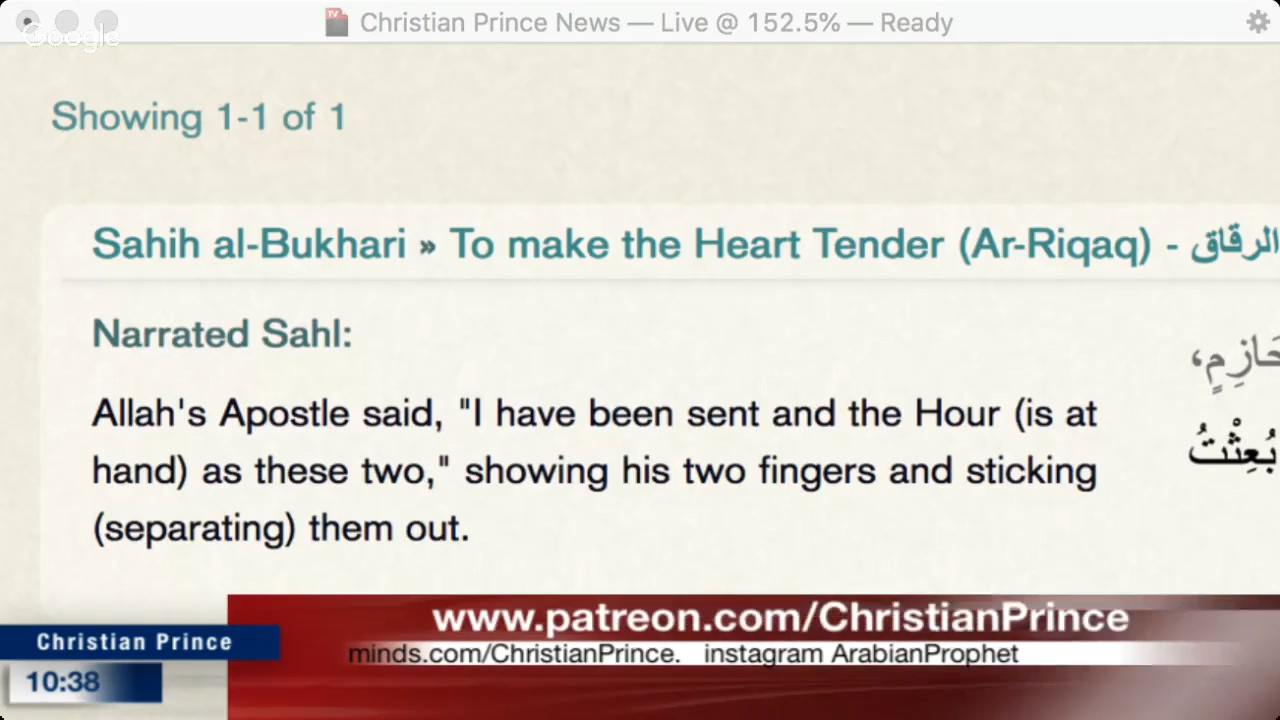 Christian Prince News — Live @ 152.5% — Ready
Google
Showing 1-1 of 1
Sahih al-Bukhari » To make the Heart Tender (Ar-Riqaq) - الرقاق
Narrated Sahl:
حَازِمٍ،
Allah's Apostle said, "I have been sent and the Hour (is at
hand) as these two," showing his two fingers and sticking
(separating) them out.
بُعِثْتُ
www.patreon.com/ChristianPrince
Christian Prince
minds.com/ChristianPrince. instagram ArabianProphet
10:38